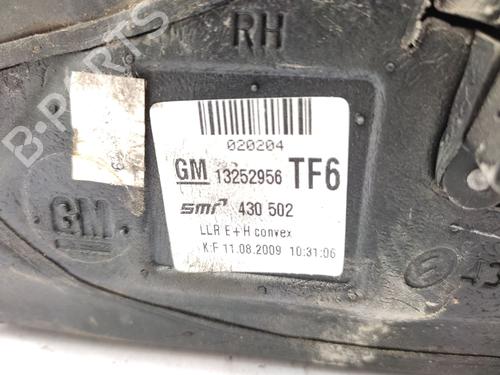 RH
020204
GM 13252956 TF6
smr 430 502
LLR E+H convex
K:F 11.08.2009 10:31:06
GM
B-PARTS